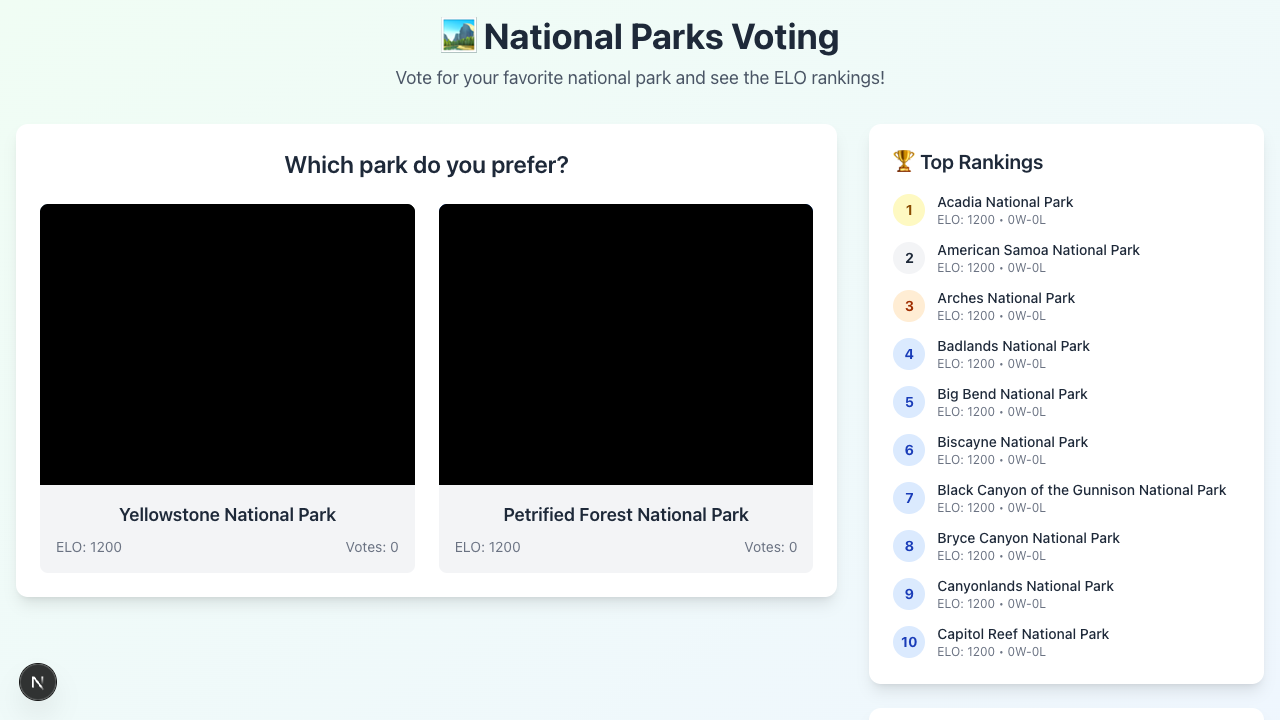 National Parks Voting
Vote for your favorite national park and see the ELO rankings!
Which park do you prefer?
Yellowstone National Park
ELO: 1200
Votes: 0
Petrified Forest National Park
ELO: 1200
Votes: 0
Top Rankings
1
Acadia National Park
ELO: 1200 • 0W-0L
2
American Samoa National Park
ELO: 1200 • 0W-0L
3
Arches National Park
ELO: 1200 • 0W-0L
4
Badlands National Park
ELO: 1200 • 0W-0L
5
Big Bend National Park
ELO: 1200 • 0W-0L
6
Biscayne National Park
ELO: 1200 • 0W-0L
7
Black Canyon of the Gunnison National Park
ELO: 1200 • 0W-0L
8
Bryce Canyon National Park
ELO: 1200 • 0W-0L
9
Canyonlands National Park
ELO: 1200 • 0W-0L
10
Capitol Reef National Park
ELO: 1200 • 0W-0L
N